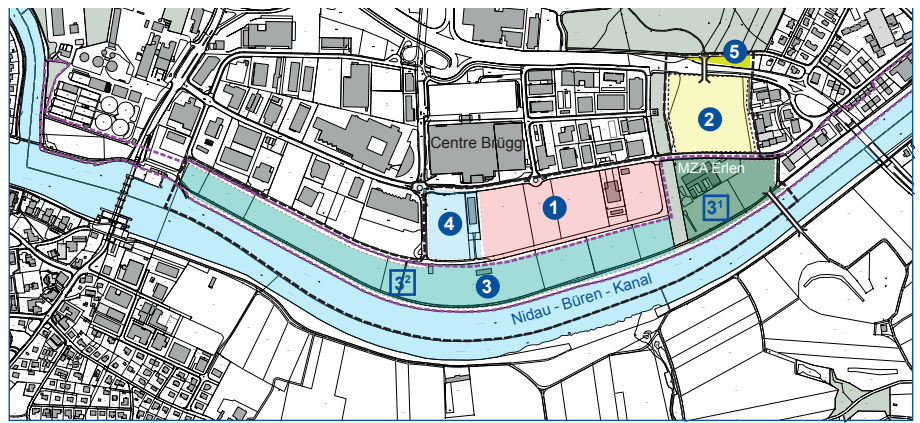 5
2
Centre Brügg
MZA Erlen
3¹
1
4
3²
3
Nidau - Büren - Kanal